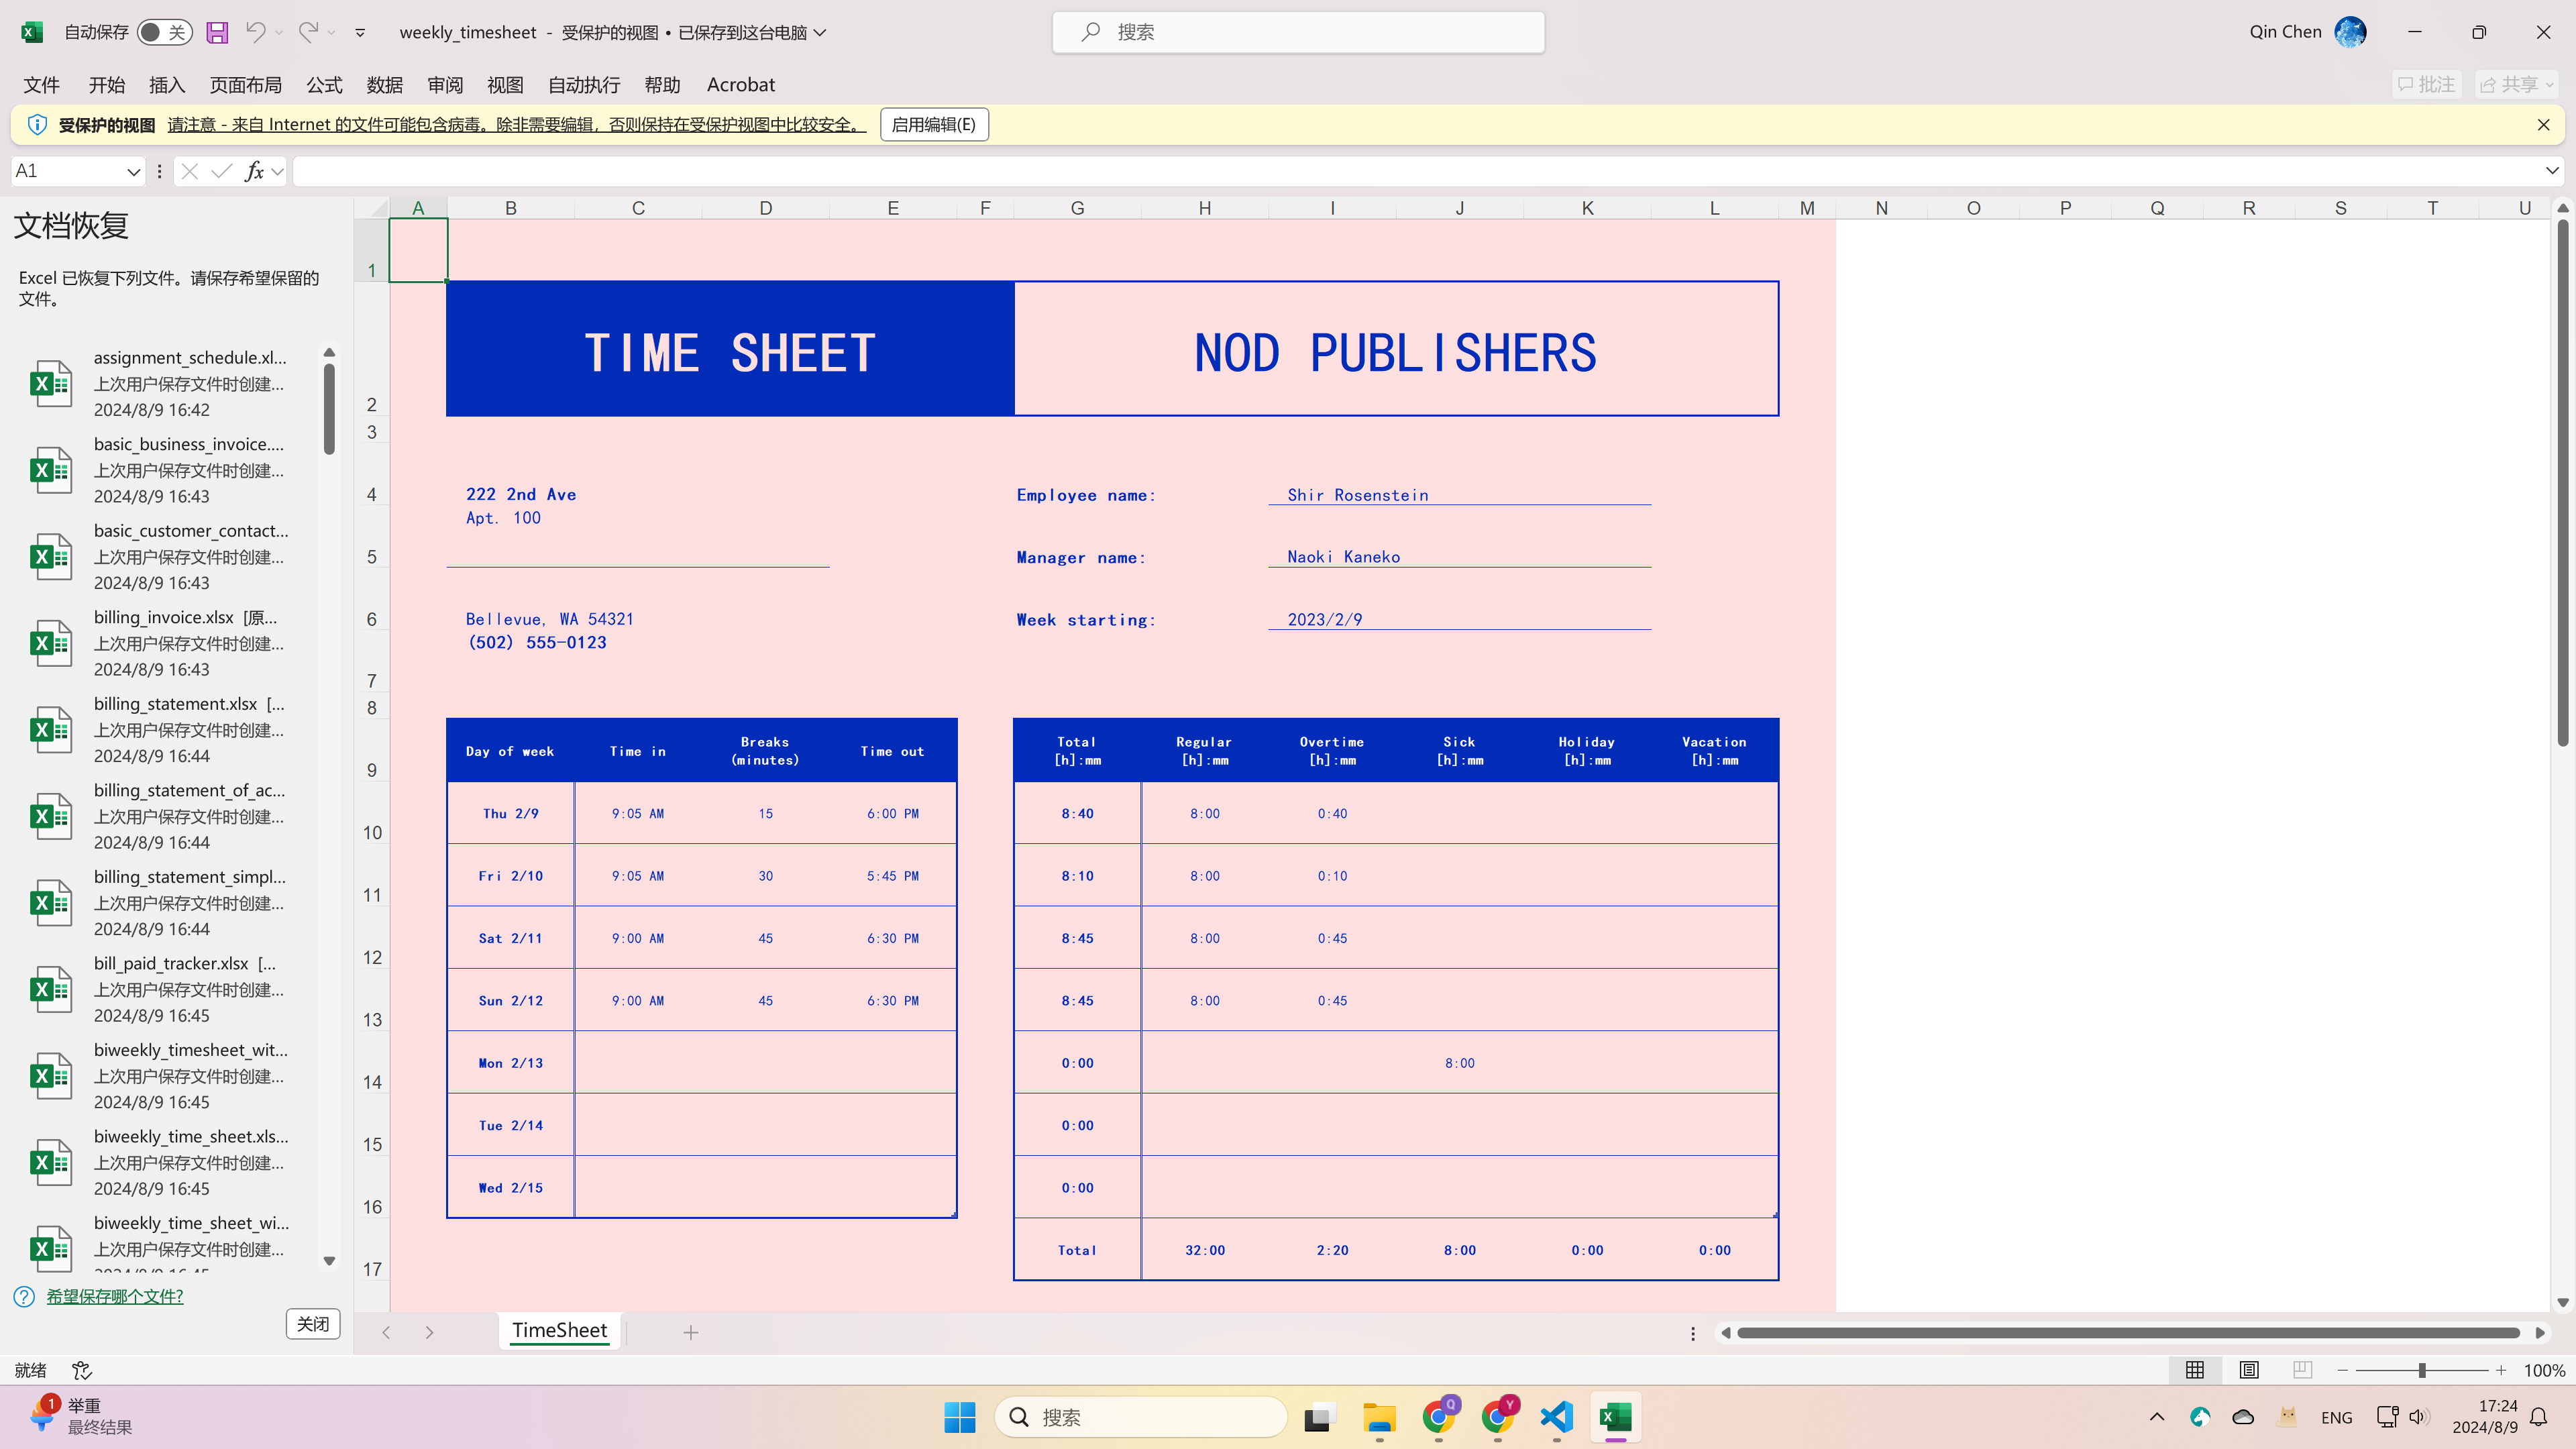 自动保存 关 weekly_timesheet - 受保护的视图 • 已保存到这台电脑 搜索 Qin Chen
文件 开始 插入 页面布局 公式 数据 审阅 视图 自动执行 帮助 Acrobat 批注 共享
受保护的视图 请注意 - 来自 Internet 的文件可能包含病毒。除非需要编辑，否则保持在受保护视图中比较安全。 启用编辑(E)
A1 fx
文档恢复
Excel 已恢复下列文件。请保存希望保留的
文件。
assignment_schedule.xl...
上次用户保存文件时创建...
2024/8/9 16:42
basic_business_invoice....
上次用户保存文件时创建...
2024/8/9 16:43
basic_customer_contact...
上次用户保存文件时创建...
2024/8/9 16:43
billing_invoice.xlsx [原...
上次用户保存文件时创建...
2024/8/9 16:43
billing_statement.xlsx [...
上次用户保存文件时创建...
2024/8/9 16:44
billing_statement_of_ac...
上次用户保存文件时创建...
2024/8/9 16:44
billing_statement_simpl...
上次用户保存文件时创建...
2024/8/9 16:44
bill_paid_tracker.xlsx [...
上次用户保存文件时创建...
2024/8/9 16:45
biweekly_timesheet_wit...
上次用户保存文件时创建...
2024/8/9 16:45
biweekly_time_sheet.xls...
上次用户保存文件时创建...
2024/8/9 16:45
biweekly_time_sheet_wi...
上次用户保存文件时创建...
2024/8/9 16:45
希望保存哪个文件?
关闭
A B C D E F G H I J K L M N O P Q R S T U
1
2 TIME SHEET NOD PUBLISHERS
3
4 222 2nd Ave Employee name: Shir Rosenstein
Apt. 100
5 Manager name: Naoki Kaneko
6 Bellevue, WA 54321 Week starting: 2023/2/9
(502) 555-0123
7
8
9 Day of week Time in Breaks (minutes) Time out Total [h]:mm Regular [h]:mm Overtime [h]:mm Sick [h]:mm Holiday [h]:mm Vacation [h]:mm
10 Thu 2/9 9:05 AM 15 6:00 PM 8:40 8:00 0:40
11 Fri 2/10 9:05 AM 30 5:45 PM 8:10 8:00 0:10
12 Sat 2/11 9:00 AM 45 6:30 PM 8:45 8:00 0:45
13 Sun 2/12 9:00 AM 45 6:30 PM 8:45 8:00 0:45
14 Mon 2/13 0:00 8:00
15 Tue 2/14 0:00
16 Wed 2/15 0:00
17 Total 32:00 2:20 8:00 0:00 0:00
TimeSheet
就绪 100%
1 举重
最终结果
搜索 Q Y ENG 17:24
2024/8/9